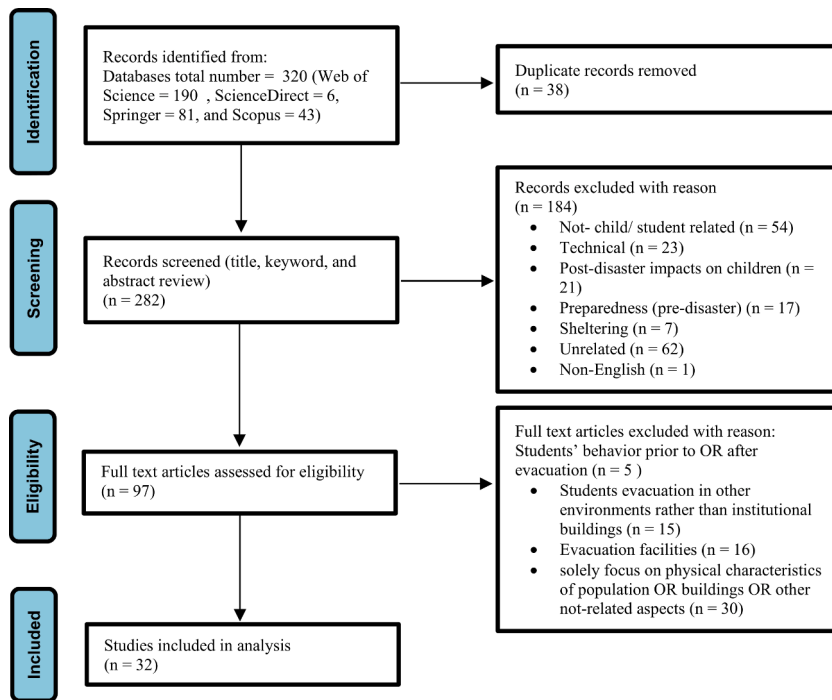 Identification
Records identified from:
Databases total number = 320 (Web of
Science = 190 , ScienceDirect = 6,
Springer = 81, and Scopus = 43)
Duplicate records removed
(n = 38)
Screening
Records screened (title, keyword, and
abstract review)
(n = 282)
Records excluded with reason
(n = 184)
• Not- child/ student related (n = 54)
• Technical (n = 23)
• Post-disaster impacts on children (n =
21)
• Preparedness (pre-disaster) (n = 17)
• Sheltering (n = 7)
• Unrelated (n = 62)
• Non-English (n = 1)
Eligibility
Full text articles assessed for eligibility
(n = 97)
Full text articles excluded with reason:
Students’ behavior prior to OR after
evacuation (n = 5 )
• Students evacuation in other
environments rather than institutional
buildings (n = 15)
• Evacuation facilities (n = 16)
• solely focus on physical characteristics
of population OR buildings OR other
not-related aspects (n = 30)
Included
Studies included in analysis
(n = 32)